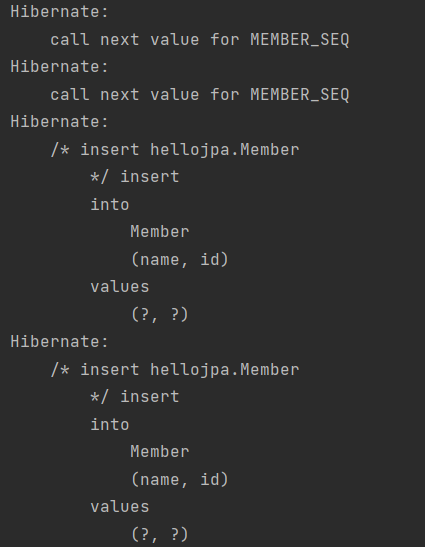 Hibernate:
    call next value for MEMBER_SEQ
Hibernate:
    call next value for MEMBER_SEQ
Hibernate:
    /* insert hellojpa.Member
        */ insert
        into
            Member
            (name, id)
        values
            (?, ?)
Hibernate:
    /* insert hellojpa.Member
        */ insert
        into
            Member
            (name, id)
        values
            (?, ?)